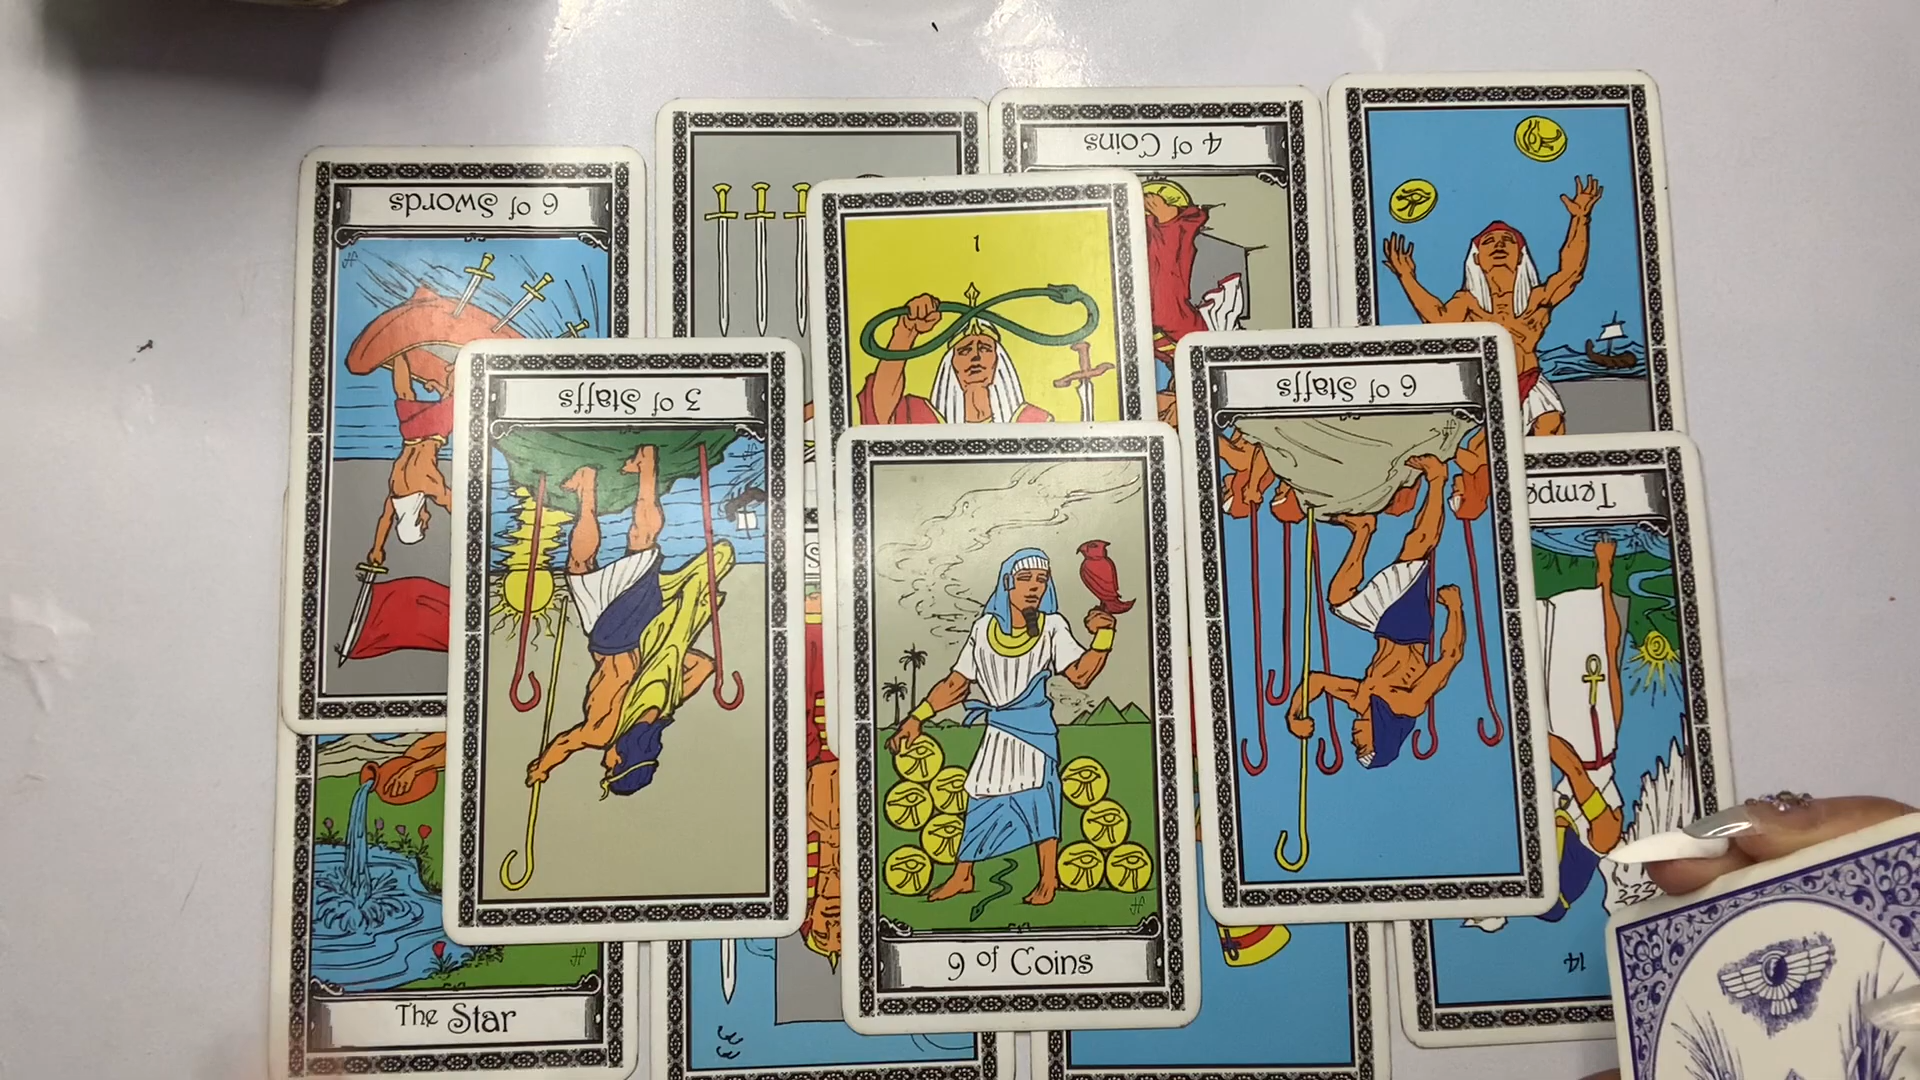 4 of Coins
6 of Swords
1
3 of Staffs
6 of Staffs
Tempe
S
14
9 of Coins
The Star